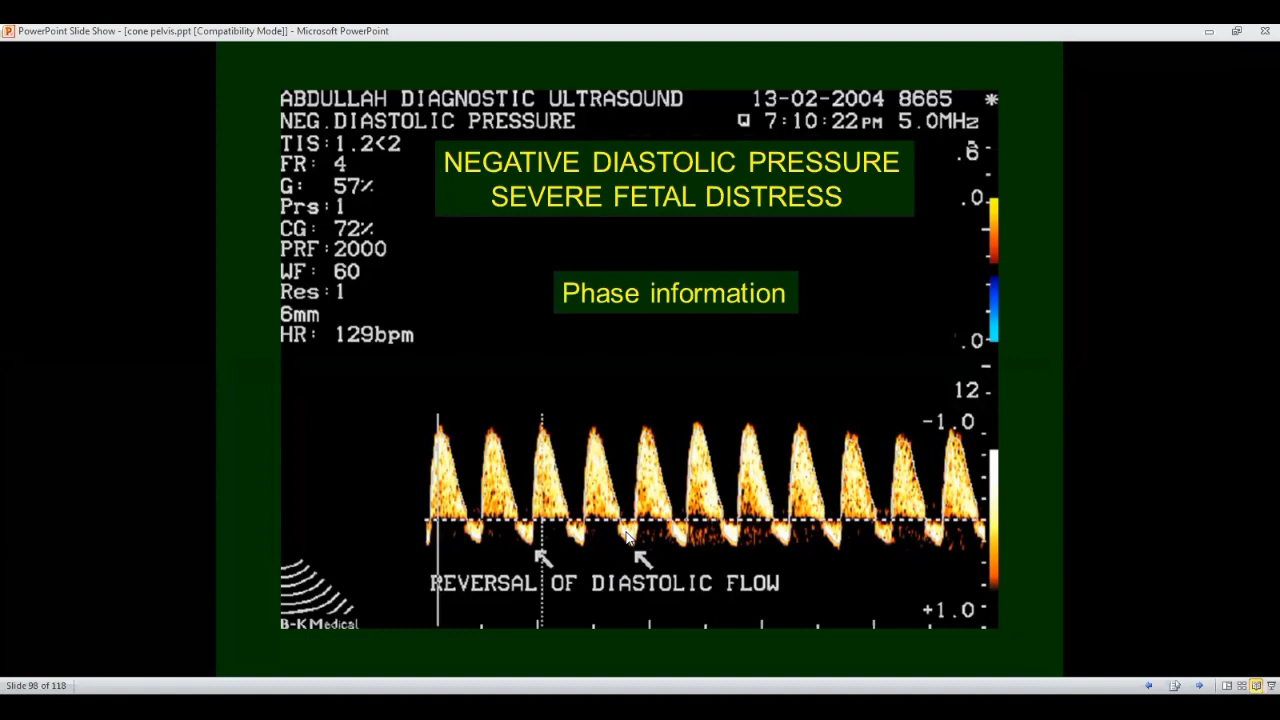 PowerPoint Slide Show - [cone pelvis.ppt [Compatibility Mode]] - Microsoft PowerPoint
ABDULLAH DIAGNOSTIC ULTRASOUND 13-02-2004 8665 *
NEG.DIASTOLIC PRESSURE 7:10:22PM 5.0MHz
TIS:1.2<2
FR: 4
G: 57%
Prs:1
CG: 72%
PRF:2000
WF: 60
Res:1
6mm
HR: 129bpm
NEGATIVE DIASTOLIC PRESSURE
SEVERE FETAL DISTRESS
Phase information
.6
.0
.0
12
-1.0
REVERSAL OF DIASTOLIC FLOW
+1.0
B-K Medical
Slide 98 of 118